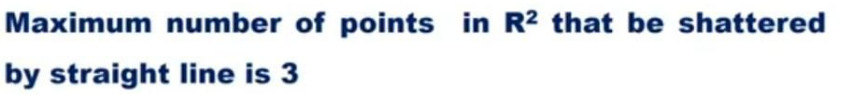 Maximum number of points in R² that be shattered
by straight line is 3